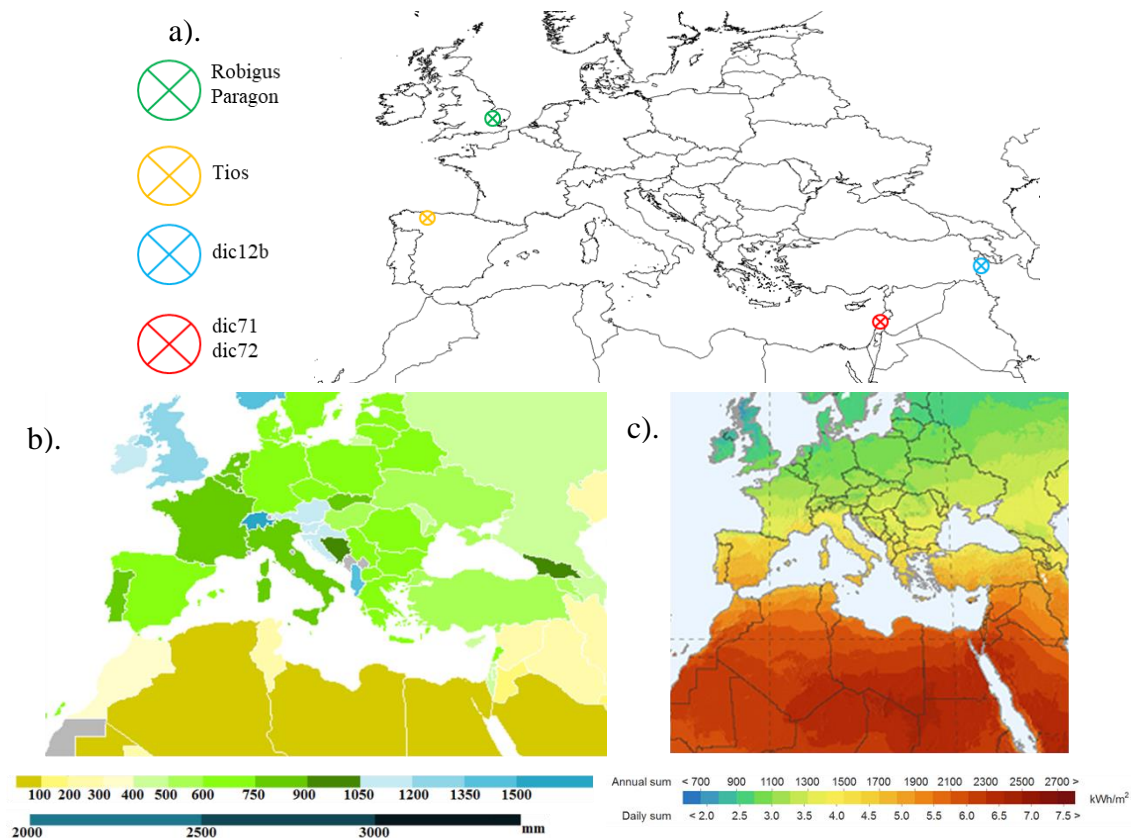 a).
Robigus
Paragon
Tios
dic12b
dic71
dic72
b).
c).
100 200 300 400 500 600 750 900 1050 1200 1350 1500
2000 2500 3000 mm
Annual sum < 700 900 1100 1300 1500 1700 1900 2100 2300 2500 2700 >
kWh/m²
Daily sum < 2.0 2.5 3.0 3.5 4.0 4.5 5.0 5.5 6.0 6.5 7.0 7.5 >